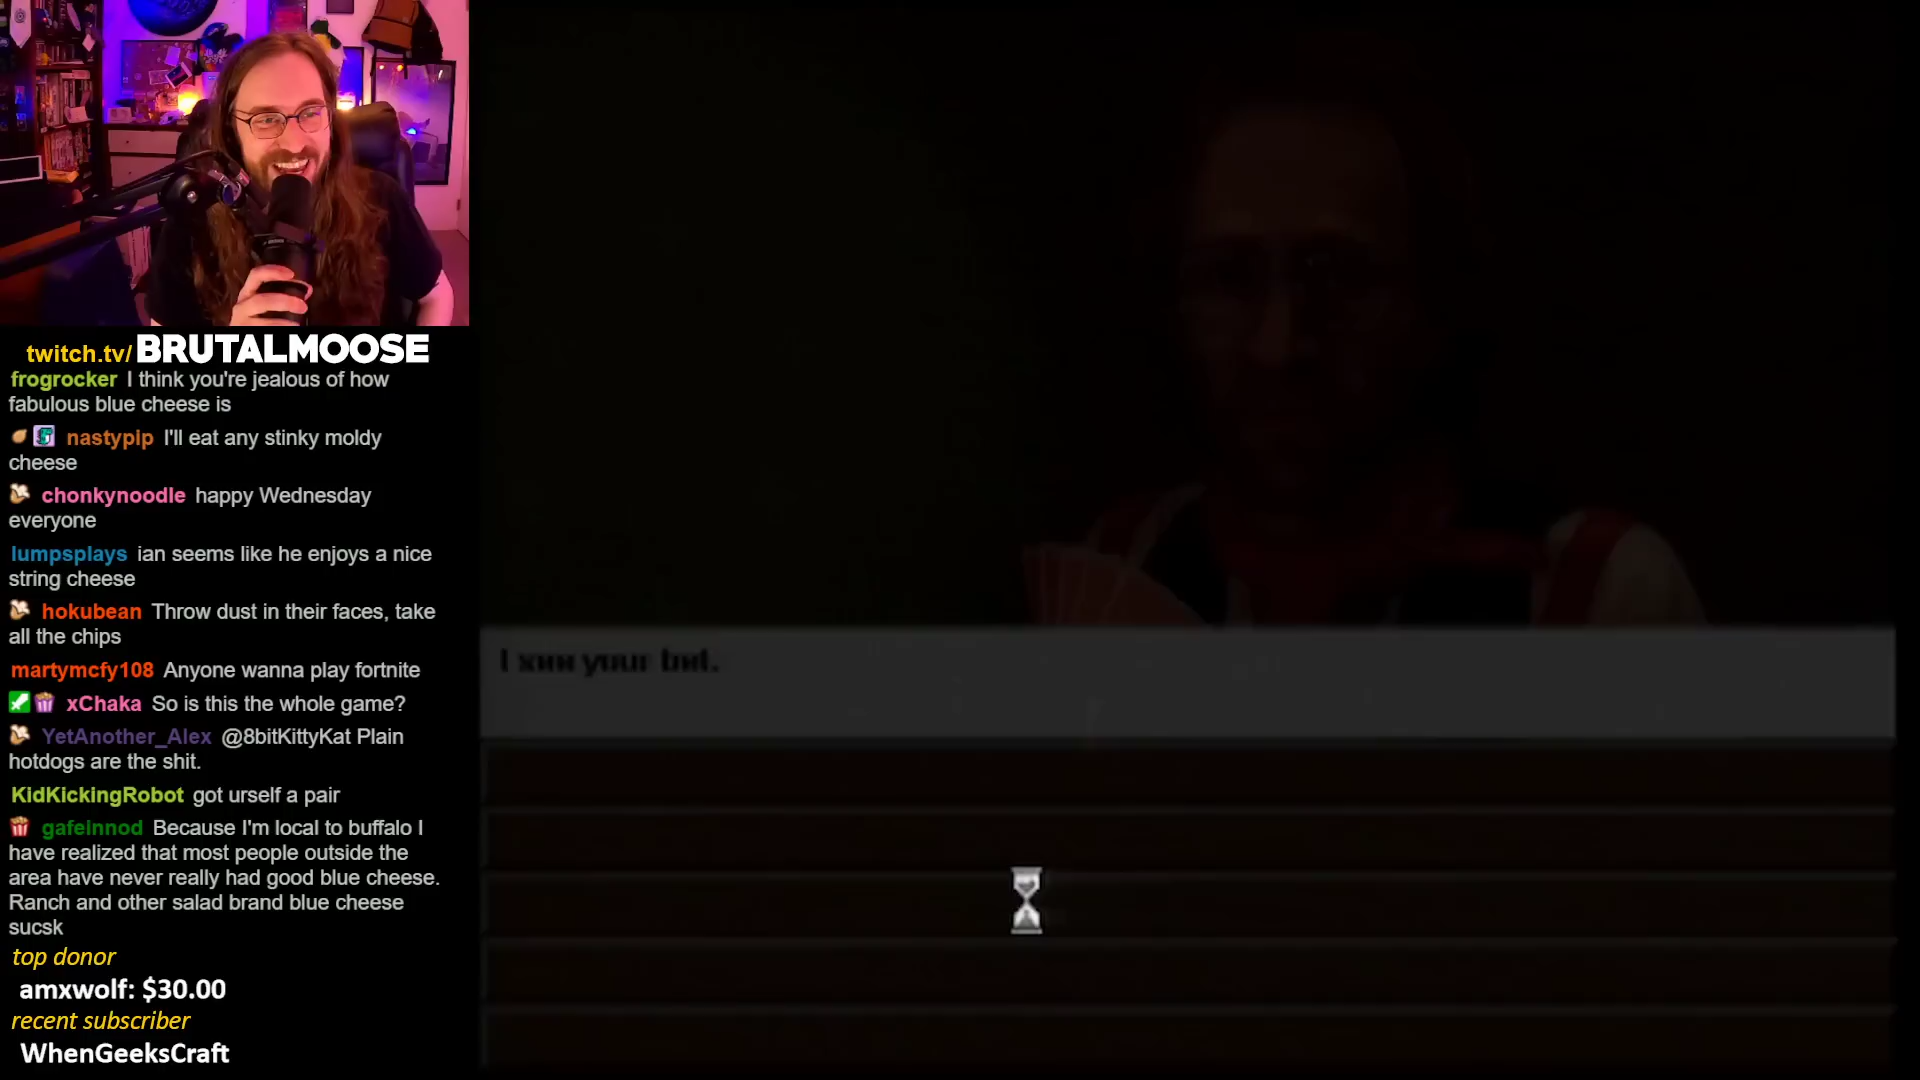 twitch.tv/BRUTALMOOSE
frogrocker I think you're jealous of how
fabulous blue cheese is
nastypip I'll eat any stinky moldy
cheese
chonkynoodle happy Wednesday
everyone
lumpsplays ian seems like he enjoys a nice
string cheese
hokubean Throw dust in their faces, take
all the chips
martymcfy108 Anyone wanna play fortnite
xChaka So is this the whole game?
YetAnother_Alex @8bitKittyKat Plain
hotdogs are the shit.
KidKickingRobot got urself a pair
gafelnnod Because I'm local to buffalo I
have realized that most people outside the
area have never really had good blue cheese.
Ranch and other salad brand blue cheese
sucsk
top donor
amxwolf: $30.00
recent subscriber
WhenGeeksCraft
I see your bet.